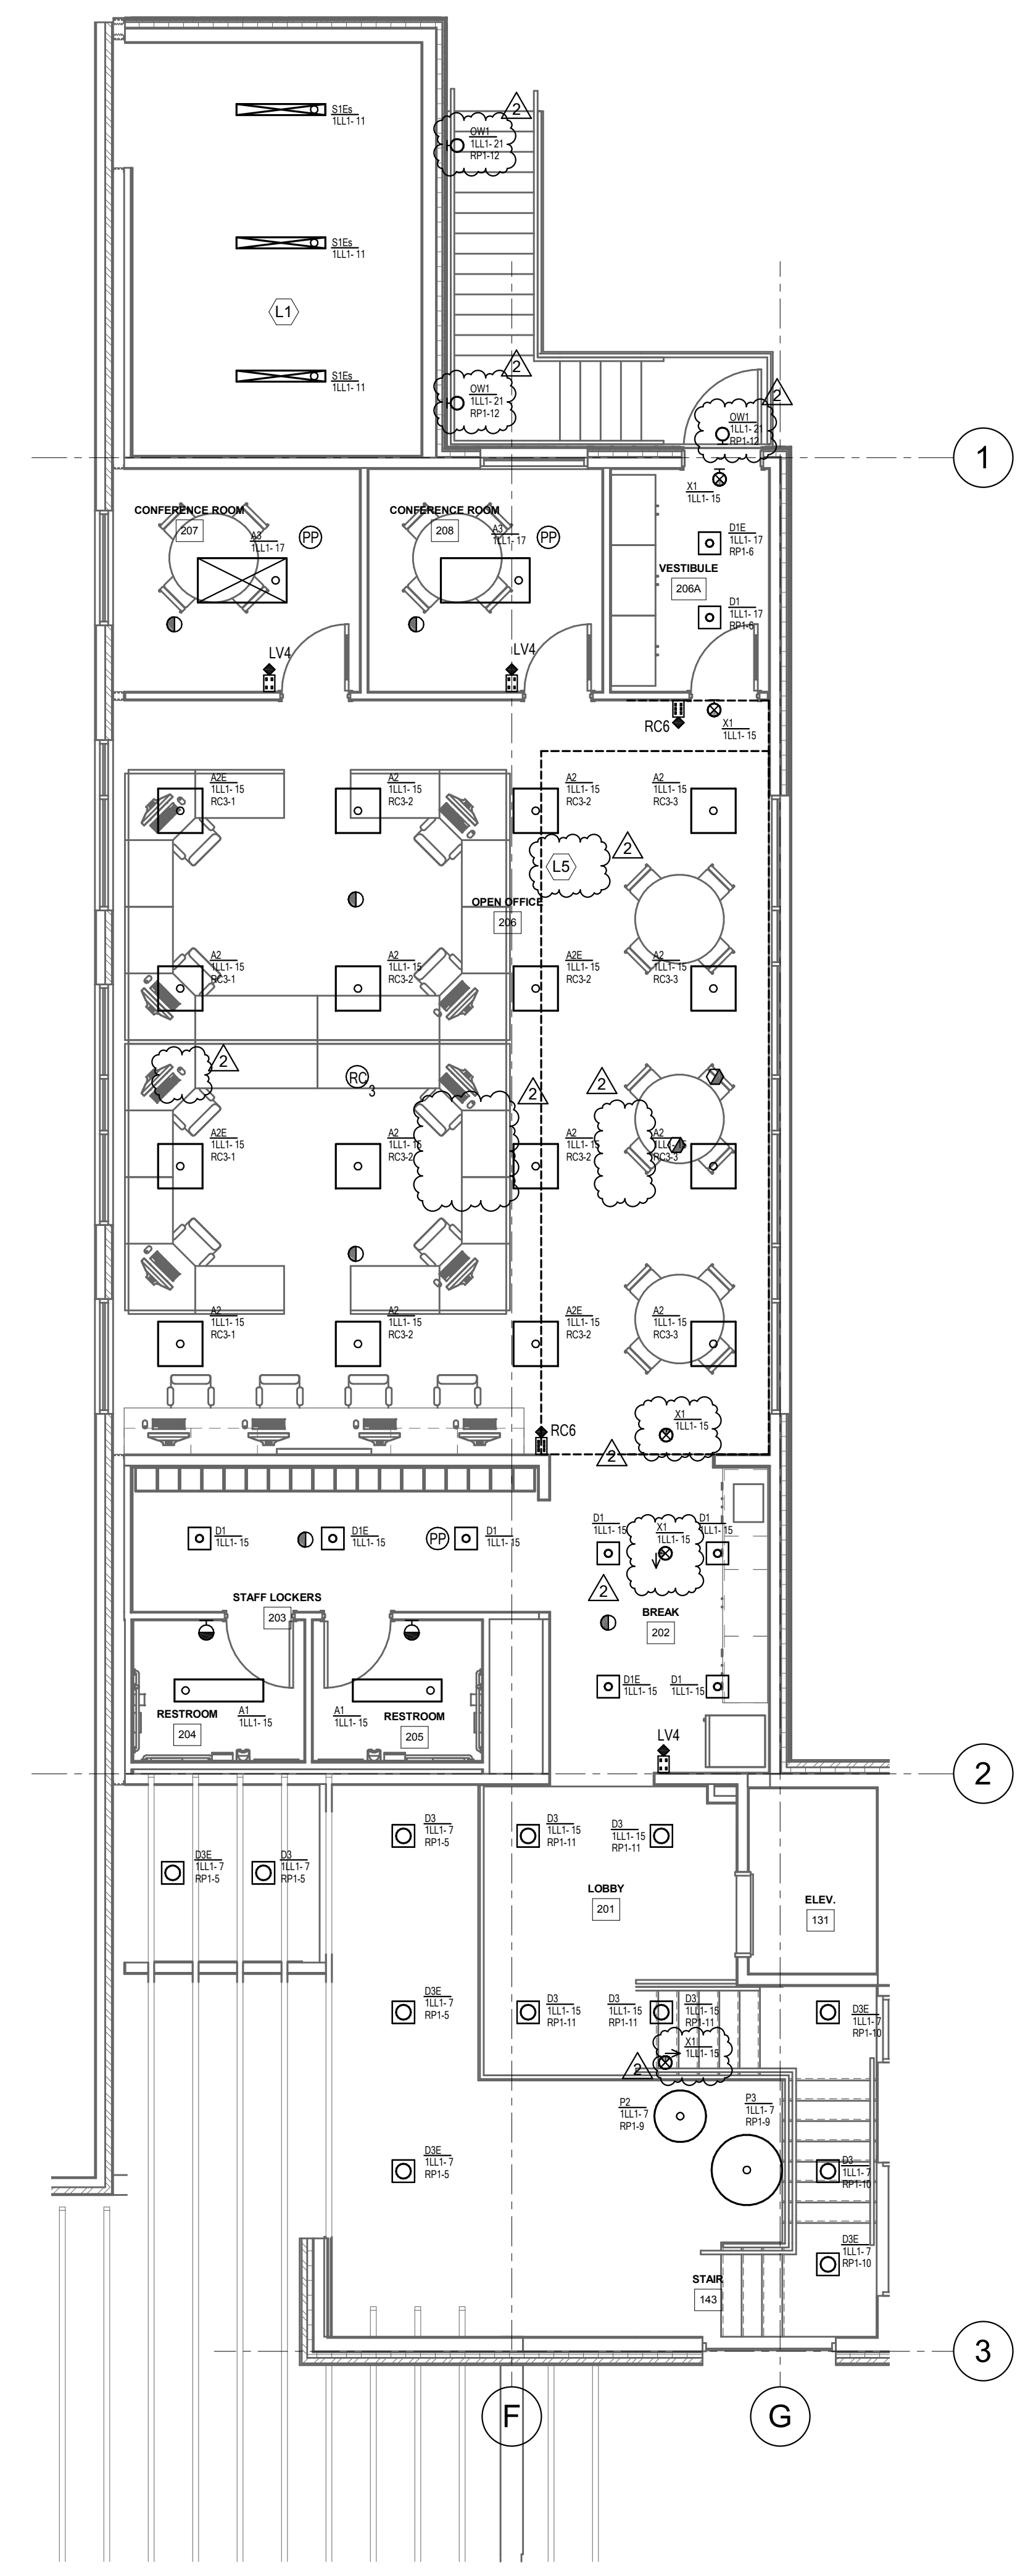 2
S1Es
1LL1- 11
OW1
1LL1- 21
RP1-12
S1Es
1LL1- 11
L1
2
S1Es
1LL1- 11
OW1
1LL1- 21
RP1-12
2
OW1
1LL1- 21
RP1-12
1
X1
1LL1- 15
CONFERENCE ROOM
207
A3
1LL1- 17
PP
CONFERENCE ROOM
208
A3
1LL1- 17
PP
D1E
1LL1- 17
RP1-6
VESTIBULE
206A
D1
1LL1- 17
RP1-6
LV4
LV4
RC6
X1
1LL1- 15
A2E
1LL1- 15
RC3-1
A2
1LL1- 15
RC3-2
A2
1LL1- 15
RC3-2
A2
1LL1- 15
RC3-3
2
L5
OPEN OFFICE
206
A2
1LL1- 15
RC3-1
A2
1LL1- 15
RC3-2
A2E
1LL1- 15
RC3-2
A2
1LL1- 15
RC3-3
2
RC
3
2
2
A2E
1LL1- 15
RC3-1
A2
1LL1- 15
RC3-2
A2
1LL1- 15
RC3-2
A2
1LL1- 15
RC3-3
A2
1LL1- 15
RC3-1
A2
1LL1- 15
RC3-2
A2E
1LL1- 15
RC3-2
A2
1LL1- 15
RC3-3
RC6
X1
1LL1- 15
2
D1
1LL1- 15
D1E
1LL1- 15
PP
D1
1LL1- 15
D1
1LL1- 15
X1
1LL1- 15
D1
1LL1- 15
2
STAFF LOCKERS
203
BREAK
202
D1E
1LL1- 15
D1
1LL1- 15
RESTROOM
204
A1
1LL1- 15
A1
1LL1- 15
RESTROOM
205
LV4
2
D3
1LL1- 7
RP1-5
D3
1LL1- 15
RP1-11
D3
1LL1- 15
RP1-11
D3E
1LL1- 7
RP1-5
D3
1LL1- 7
RP1-5
LOBBY
201
ELEV.
131
D3E
1LL1- 7
RP1-5
D3
1LL1- 15
RP1-11
D3
1LL1- 15
RP1-11
D3
1LL1- 15
RP1-11
D3E
1LL1- 7
RP1-10
X1
1LL1- 15
2
P2
1LL1- 7
RP1-9
P3
1LL1- 7
RP1-9
D3E
1LL1- 7
RP1-5
D3
1LL1- 7
RP1-10
D3E
1LL1- 7
RP1-10
STAIR
143
3
F
G